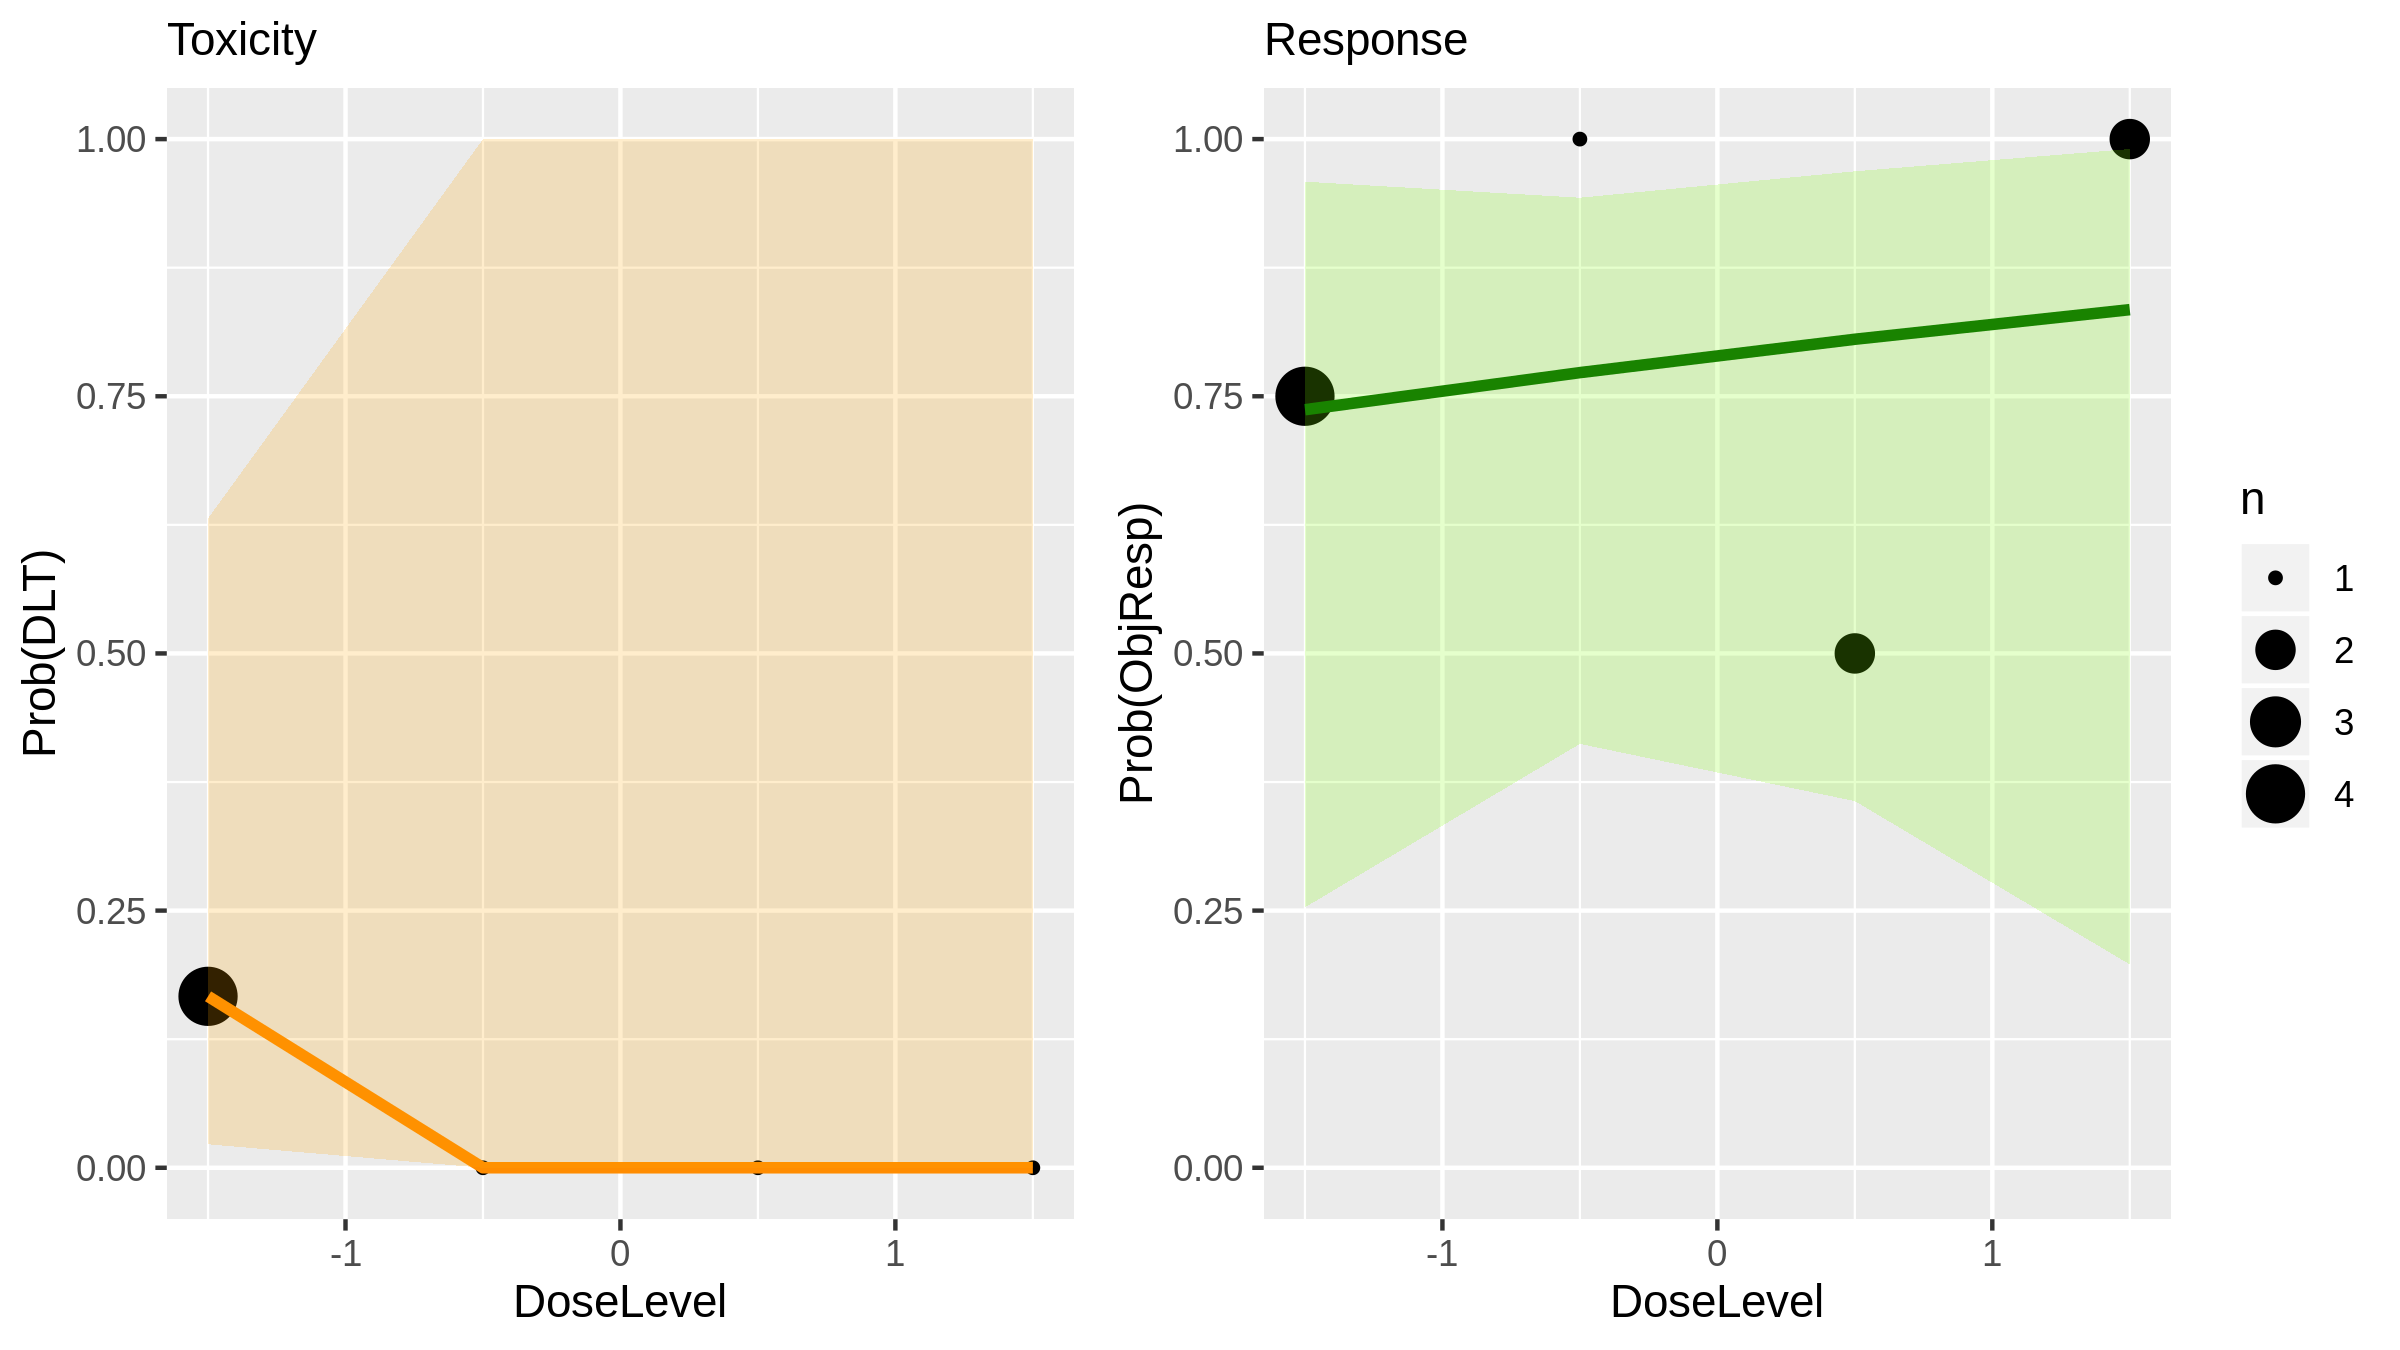 Toxicity
Prob(DLT)
1.00
0.75
0.50
0.25
0.00
-1 0 1
DoseLevel
Response
Prob(ObjResp)
1.00
0.75
0.50
0.25
0.00
-1 0 1
DoseLevel
n
1
2
3
4